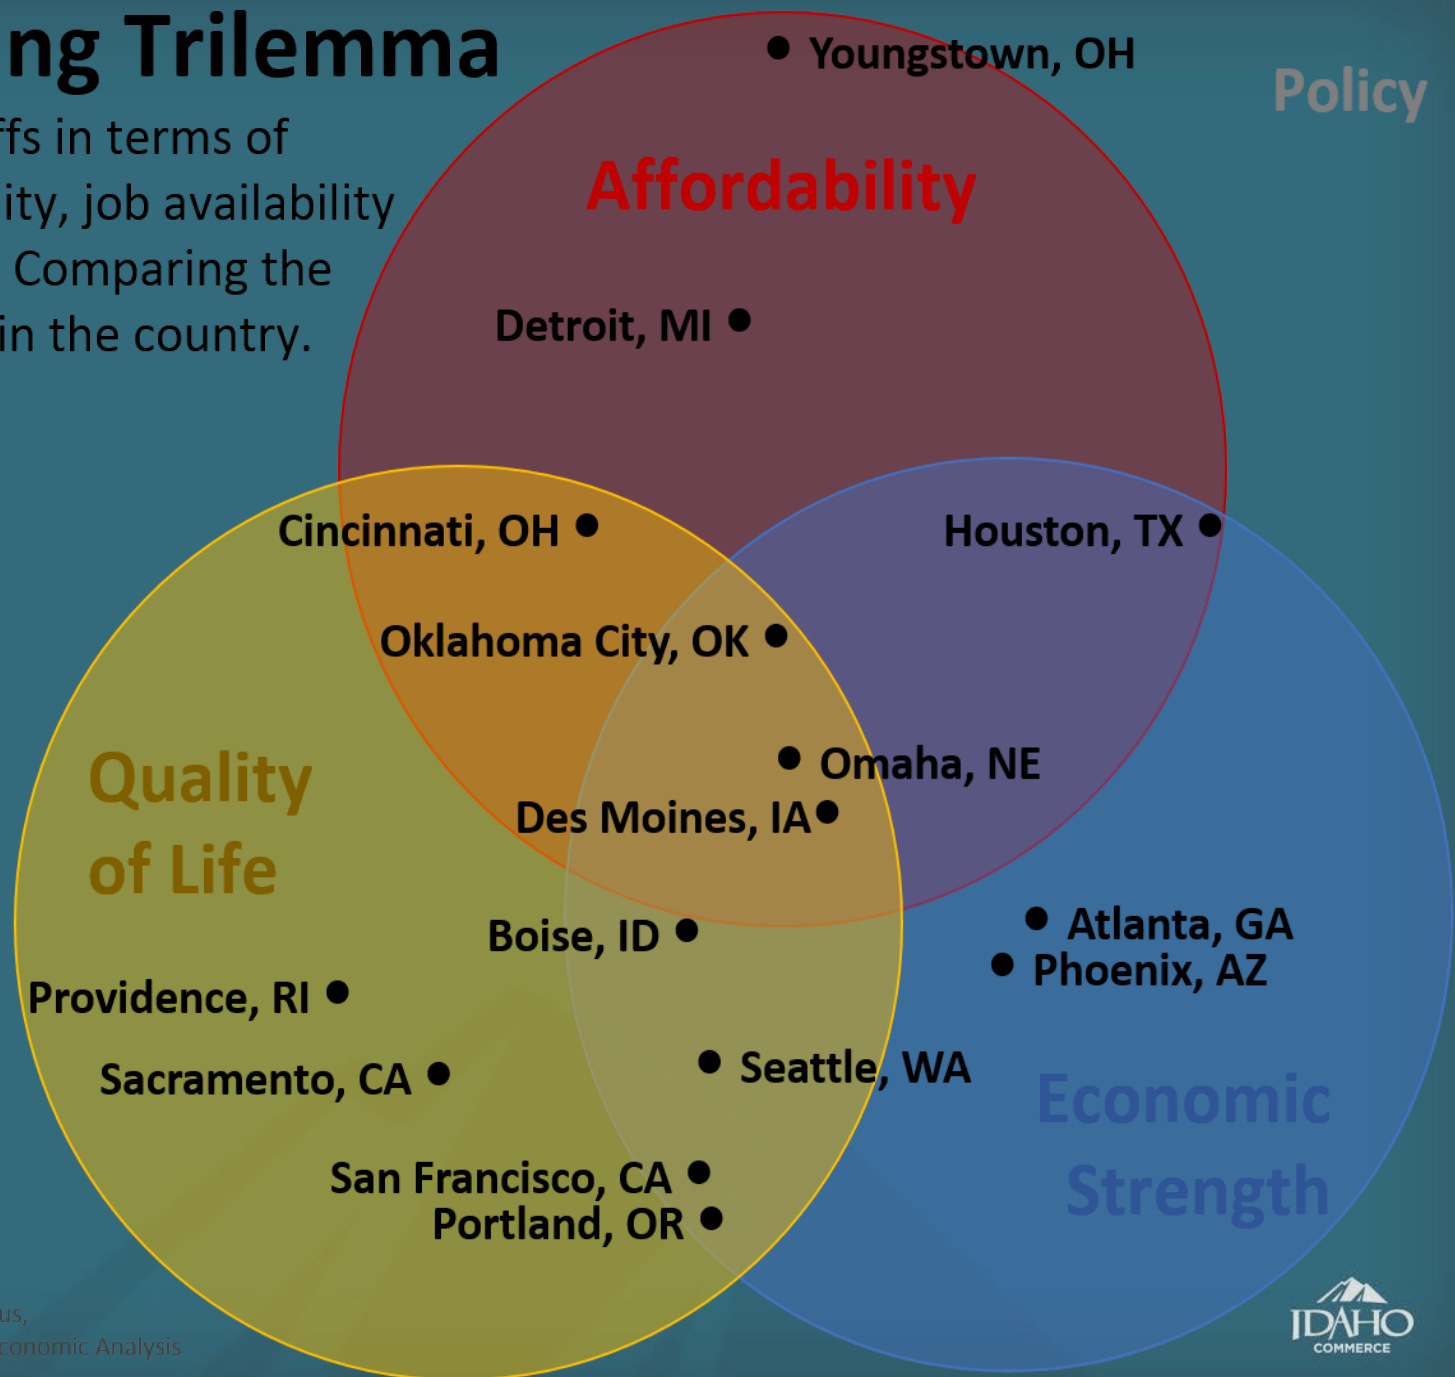 ng Trilemma
ffs in terms of
ity, job availability
Comparing the
in the country.
Youngstown, OH
Policy
Affordability
Detroit, MI
Cincinnati, OH
Houston, TX
Oklahoma City, OK
Omaha, NE
Des Moines, IA
Quality
of Life
Boise, ID
Atlanta, GA
Phoenix, AZ
Providence, RI
Sacramento, CA
Seattle, WA
Economic
Strength
San Francisco, CA
Portland, OR
us,
conomic Analysis
IDAHO
COMMERCE